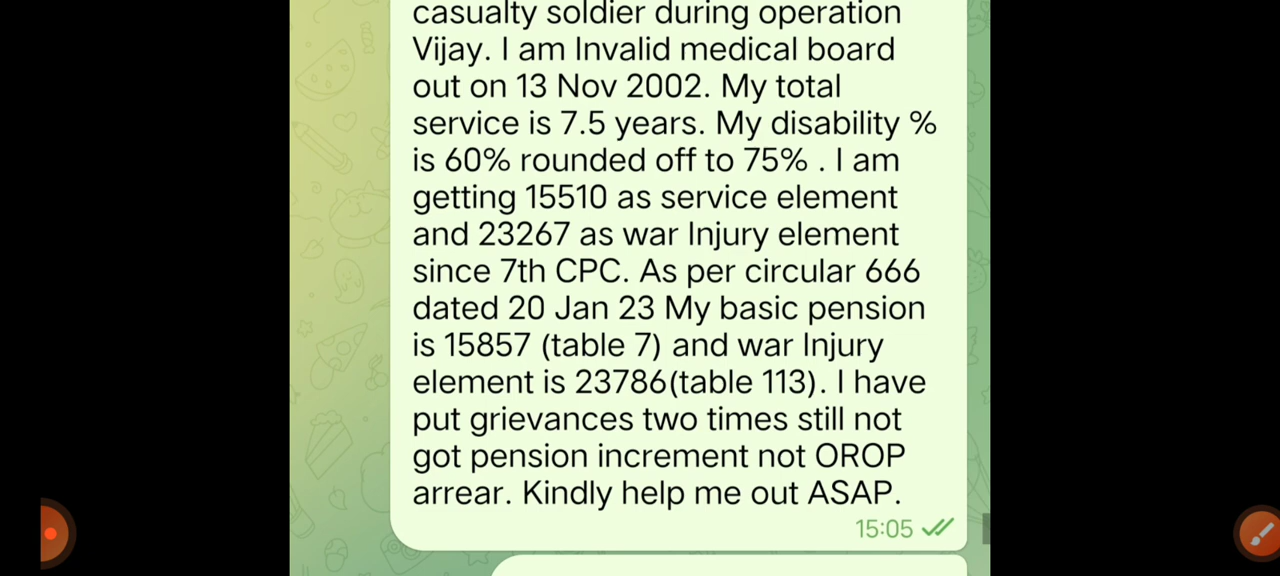 casualty soldier during operation
Vijay. I am Invalid medical board
out on 13 Nov 2002. My total
service is 7.5 years. My disability %
is 60% rounded off to 75% . I am
getting 15510 as service element
and 23267 as war Injury element
since 7th CPC. As per circular 666
dated 20 Jan 23 My basic pension
is 15857 (table 7) and war Injury
element is 23786(table 113). I have
put grievances two times still not
got pension increment not OROP
arrear. Kindly help me out ASAP.
15:05